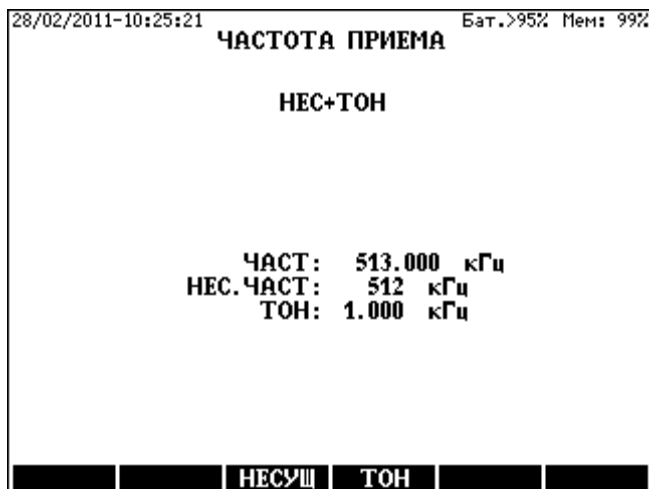 28/02/2011-10:25:21 Бат.>95% Мем: 99%
ЧАСТОТА ПРИЕМА
НЕС+ТОН
ЧАСТ: 513.000 кГц
НЕС.ЧАСТ: 512 кГц
ТОН: 1.000 кГц
НЕСУЩ ТОН